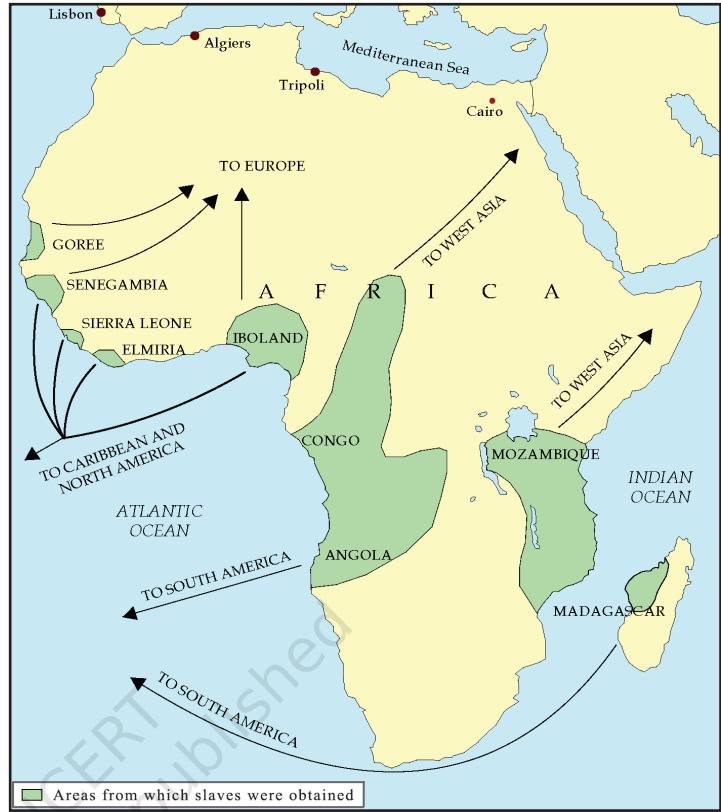 Lisbon
Algiers
Mediterranean Sea
Tripoli
Cairo
TO EUROPE
TO WEST ASIA
GOREE
SENEGAMBIA
A F R I C A
SIERRA LEONE
IBOLAND
ELMIRIA
TO WEST ASIA
CONGO
MOZAMBIQUE
TO CARIBBEAN AND
NORTH AMERICA
INDIAN
OCEAN
ATLANTIC
OCEAN
ANGOLA
TO SOUTH AMERICA
MADAGASCAR
TO SOUTH AMERICA
NCERT
published
Areas from which slaves were obtained